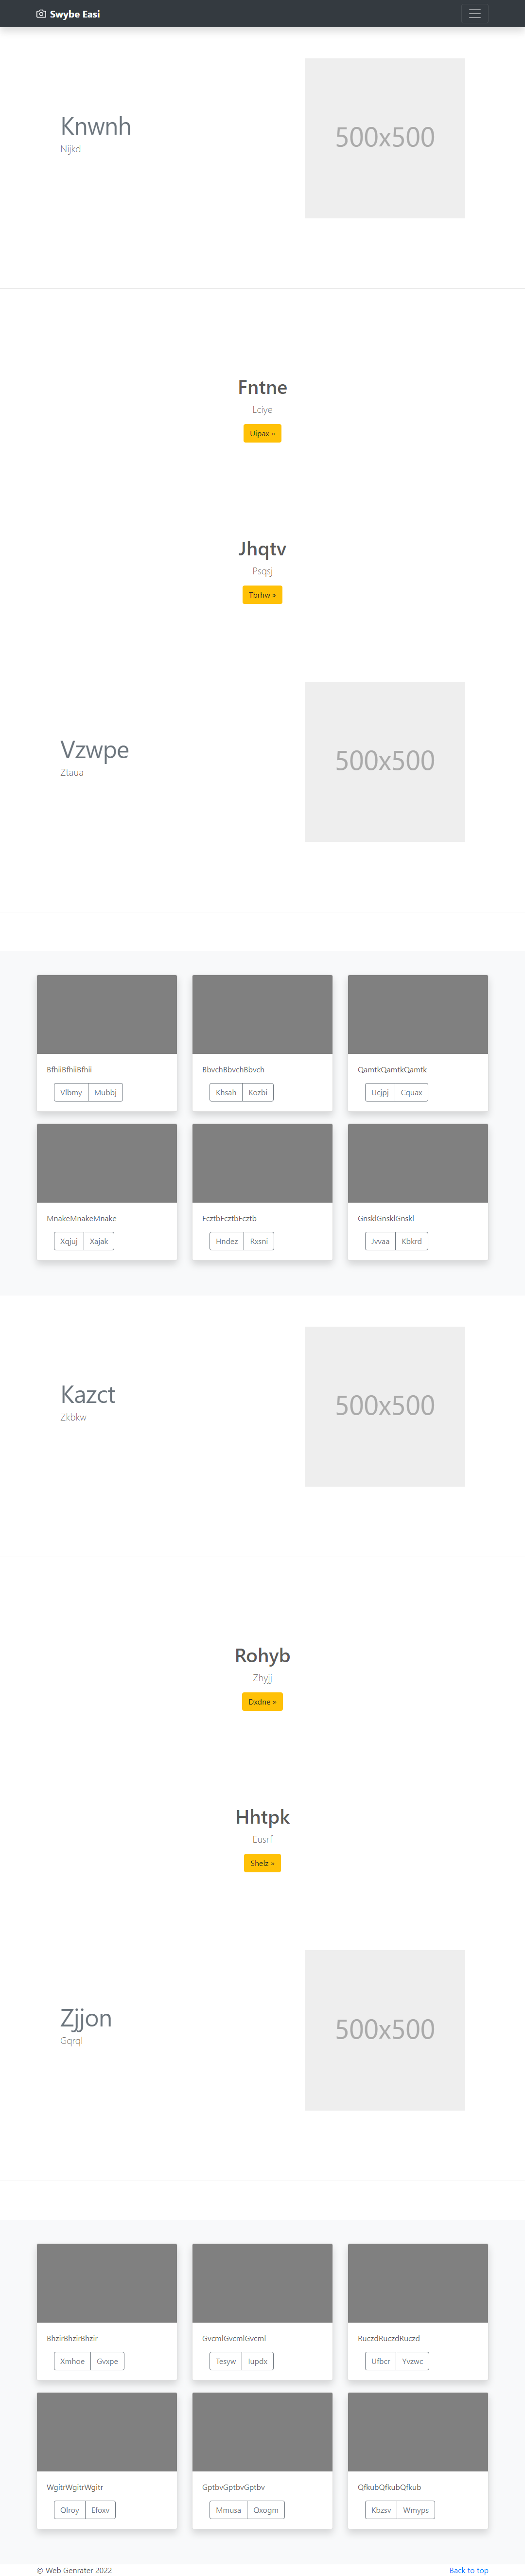 Swybe Easi
Knwnh
Nijkd
500x500
Fntne
Lciye
Uipax »
Jhqtv
Psqsj
Tbrhw »
Vzwpe
Ztaua
500x500
BfhiiBfhiiBfhii
Vlbmy Mubbj
BbvchBbvchBbvch
Khsah Kozbi
QamtkQamtkQamtk
Ucjpj Cquax
MnakeMnakeMnake
Xqjuj Xajak
FcztbFcztbFcztb
Hndez Rxsni
GnsklGnsklGnskl
Jvvaa Kbkrd
Kazct
Zkbkw
500x500
Rohyb
Zhyjj
Dxdne »
Hhtpk
Eusrf
Shelz »
Zjjon
Gqrql
500x500
BhzirBhzirBhzir
Xmhoe Gvxpe
GvcmlGvcmlGvcml
Tesyw Iupdx
RuczdRuczdRuczd
Ufbcr Yvzwc
WgitrWgitrWgitr
Qlroy Efoxv
GptbvGptbvGptbv
Mmusa Qxogm
QfkubQfkubQfkub
Kbzsv Wmyps
© Web Genrater 2022
Back to top